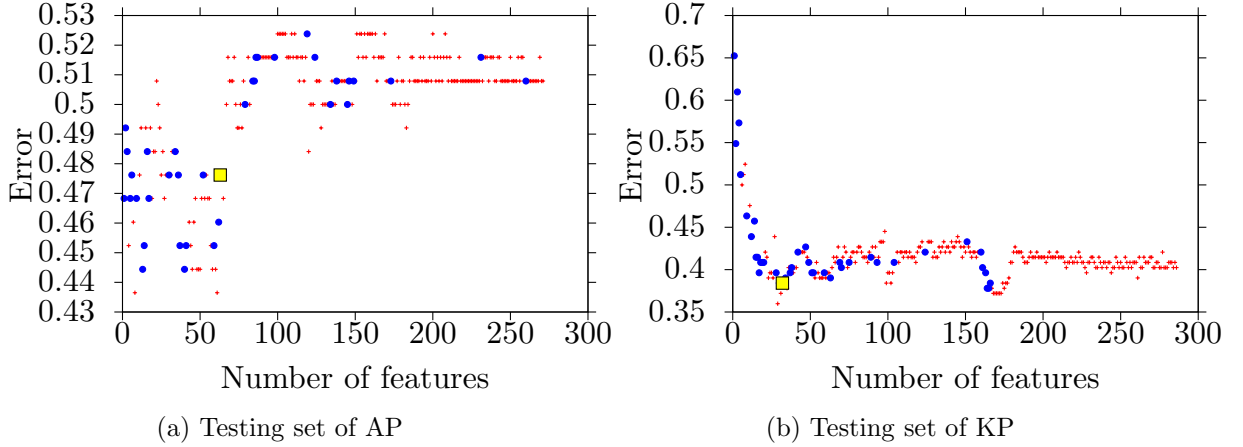 0.53
0.52
0.51
0.5
0.49
0.48
0.47
0.46
0.45
0.44
0.43
Error
0 50 100 150 200 250 300
Number of features
(a) Testing set of AP
0.7
0.65
0.6
0.55
0.5
0.45
0.4
0.35
Error
0 50 100 150 200 250 300
Number of features
(b) Testing set of KP